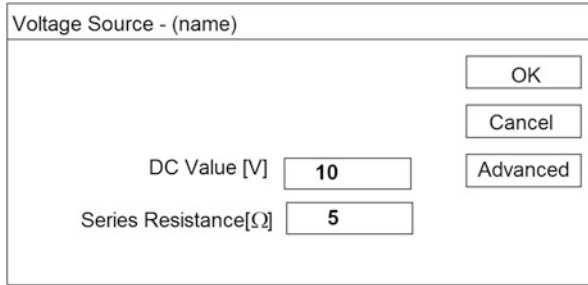 Voltage Source - (name)
OK
Cancel
DC Value [V] 10 Advanced
Series Resistance[Ω] 5